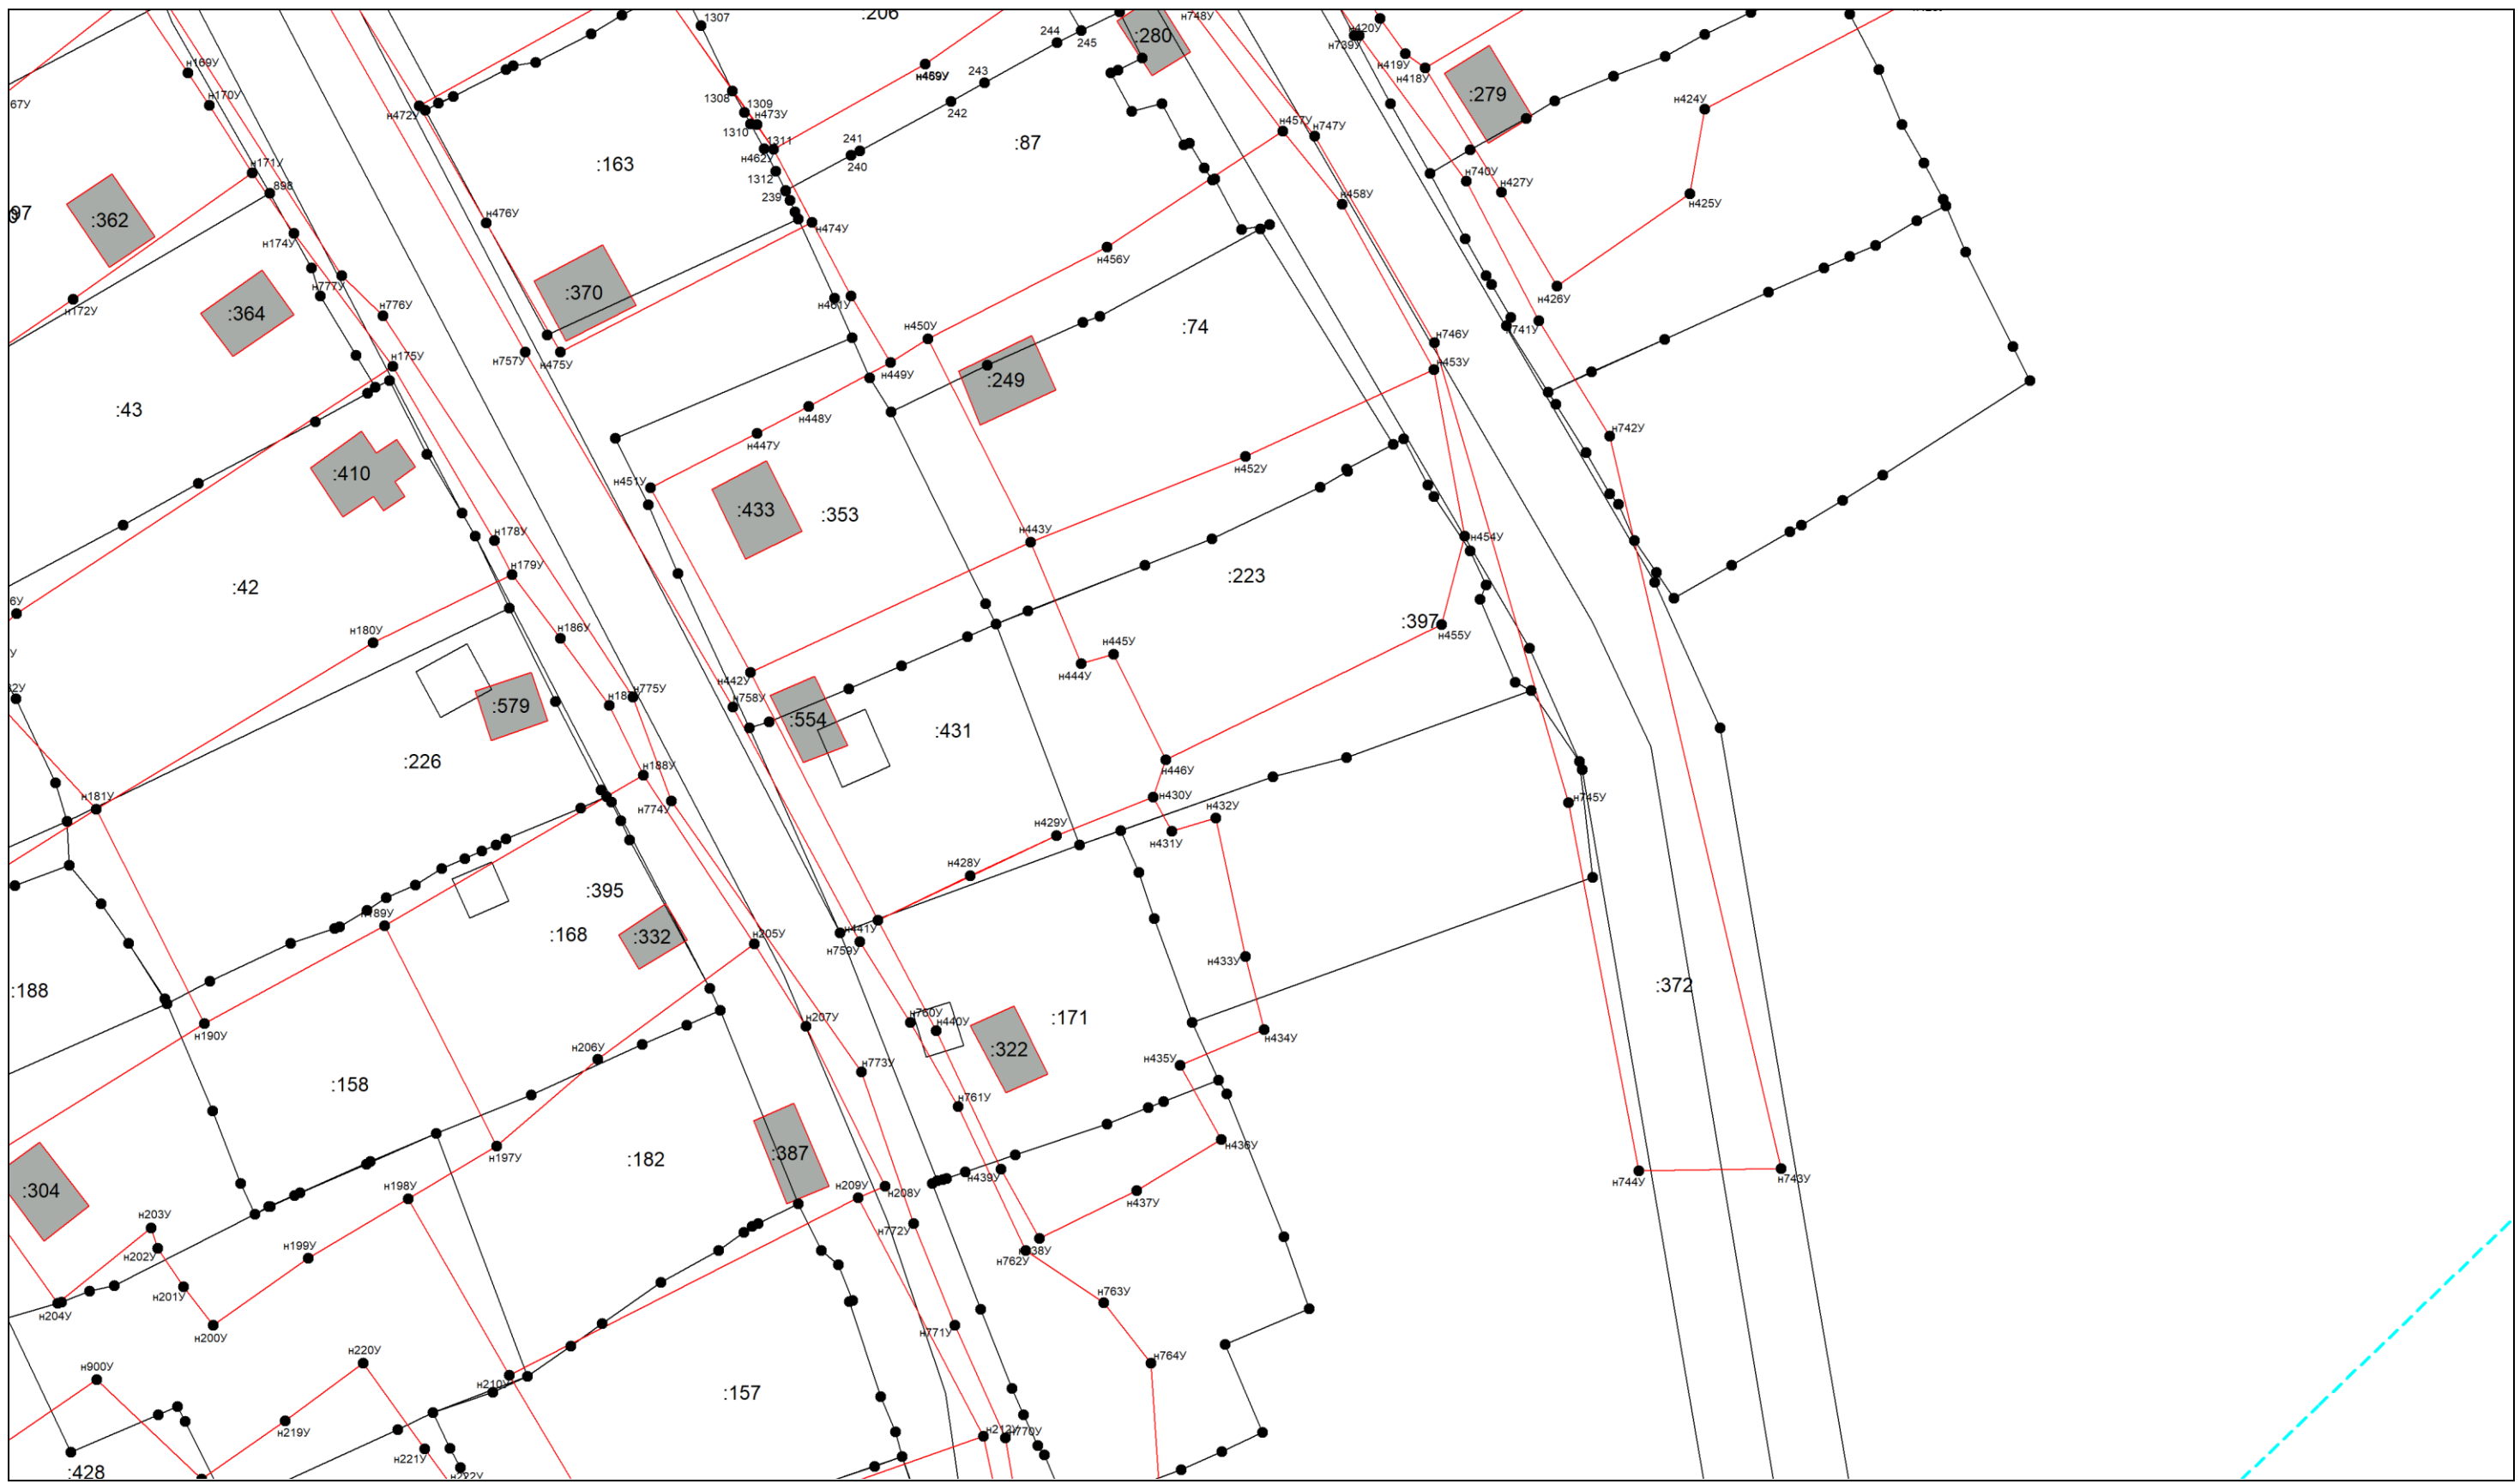 1307
:206
244
245
н748У
:280
420У
н739У
н419У
н418У
н169У
67У
н170У
н472У
1308
1309
н473У
1310
н459У
243
242
:279
н424У
:163
1311
н462У
241
240
:87
н457У
н747У
н171У
898
1312
239
н740У
н427У
н458У
н425У
:362
97
н174У
н476У
н474У
н456У
н777У
н172У
:364
н776У
:370
н461У
н426У
:74
н450У
н746У
н741У
н757У
н475У
н175У
н449У
н453У
:249
:43
н448У
н447У
н742У
:410
н451У
н452У
:433
:353
н178У
н443У
н454У
н179У
:42
:223
6У
н180У
н186У
:397
н455У
н445У
н444У
У
2У
н442У
н775У
н758У
:579
:554
:431
:226
н188У
н446У
н181У
н774У
н430У
н432У
н745У
н429У
н431У
н428У
:395
н189У
:168
:332
н205У
н441У
н759У
н433У
:188
:372
н190У
н207У
н760У
н440У
:171
:322
н434У
н206У
н773У
н435У
:158
н761У
:182
:387
н197У
н436У
:304
н198У
н209У
н208У
н439У
н744У
н743У
н203У
н202У
н199У
н772У
н437У
38У
н762У
н201У
н204У
н200У
н763У
н771У
н220У
н764У
н900У
н210У
:157
н219У
н212У
н770У
н221У
:428
н222У